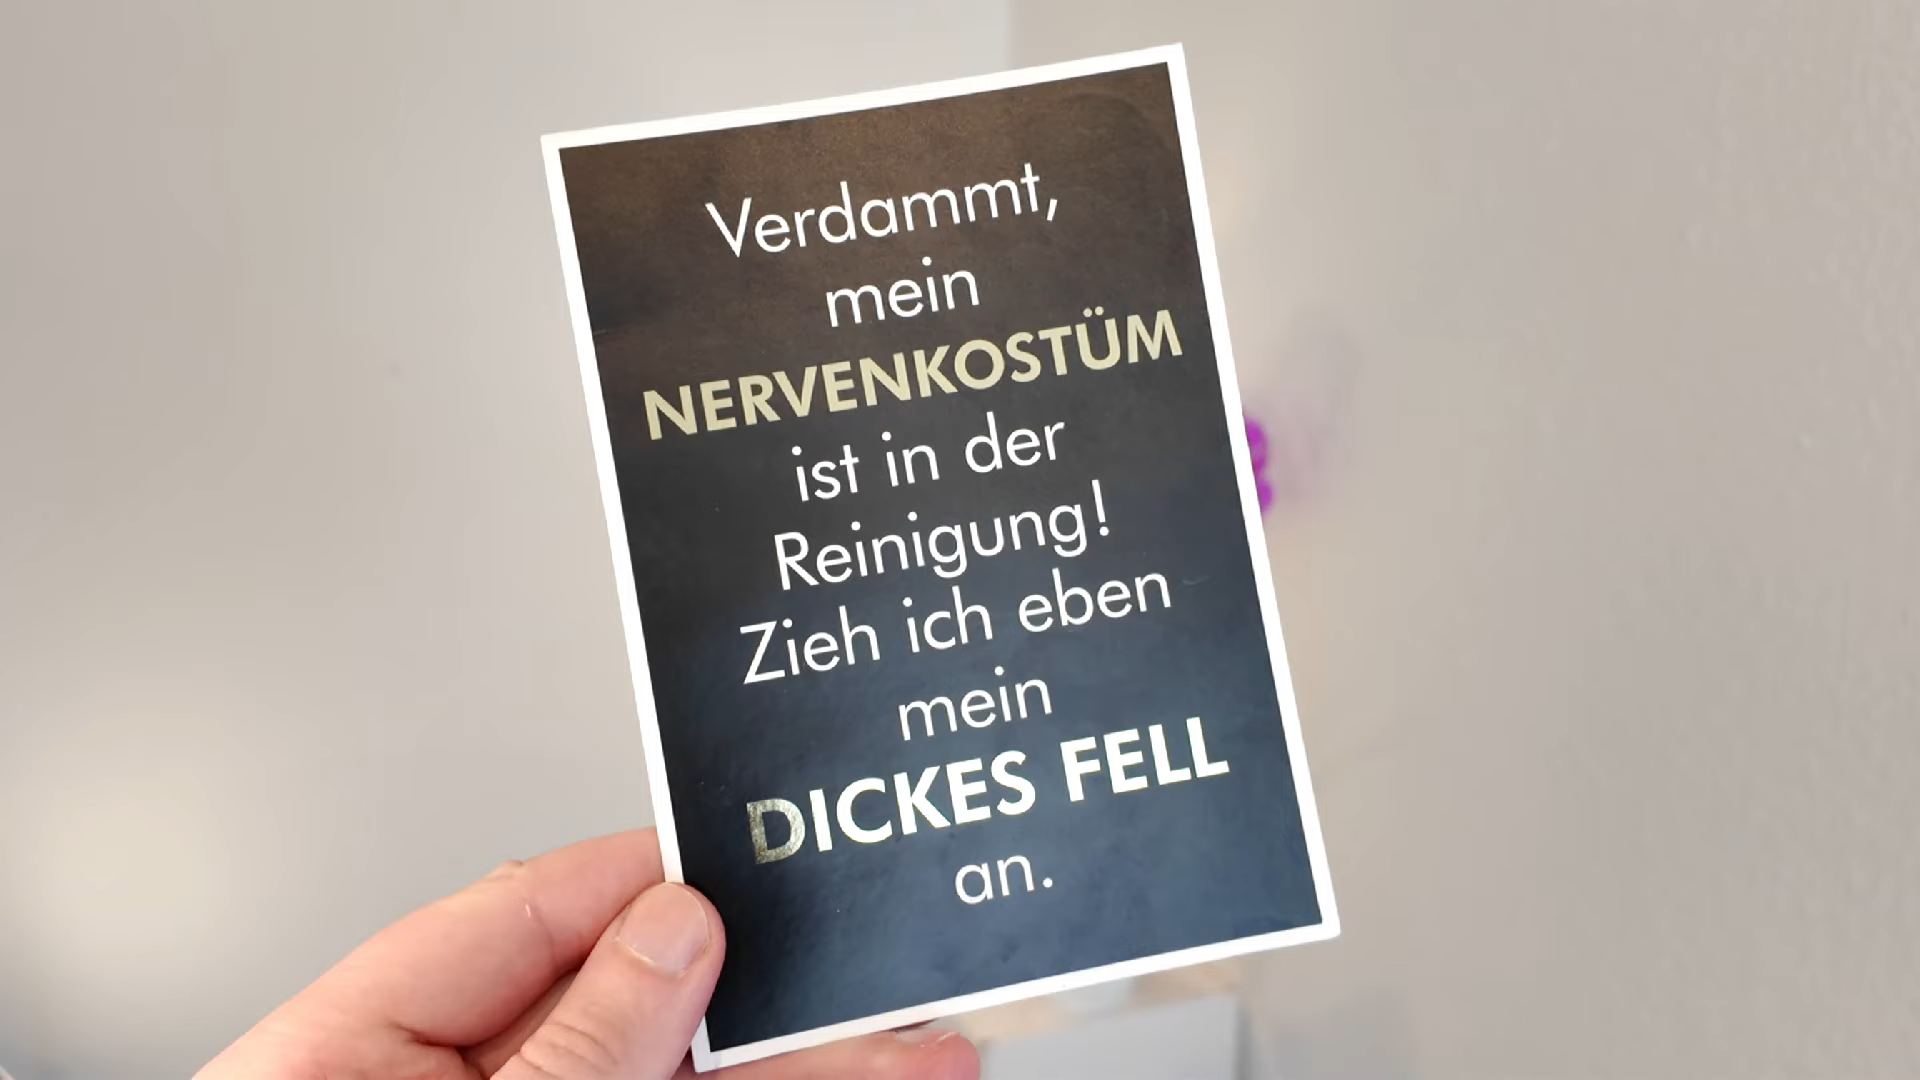 Verdammt,
mein
NERVENKOSTÜM
ist in der
Reinigung!
Zieh ich eben
mein
DICKES FELL
an.